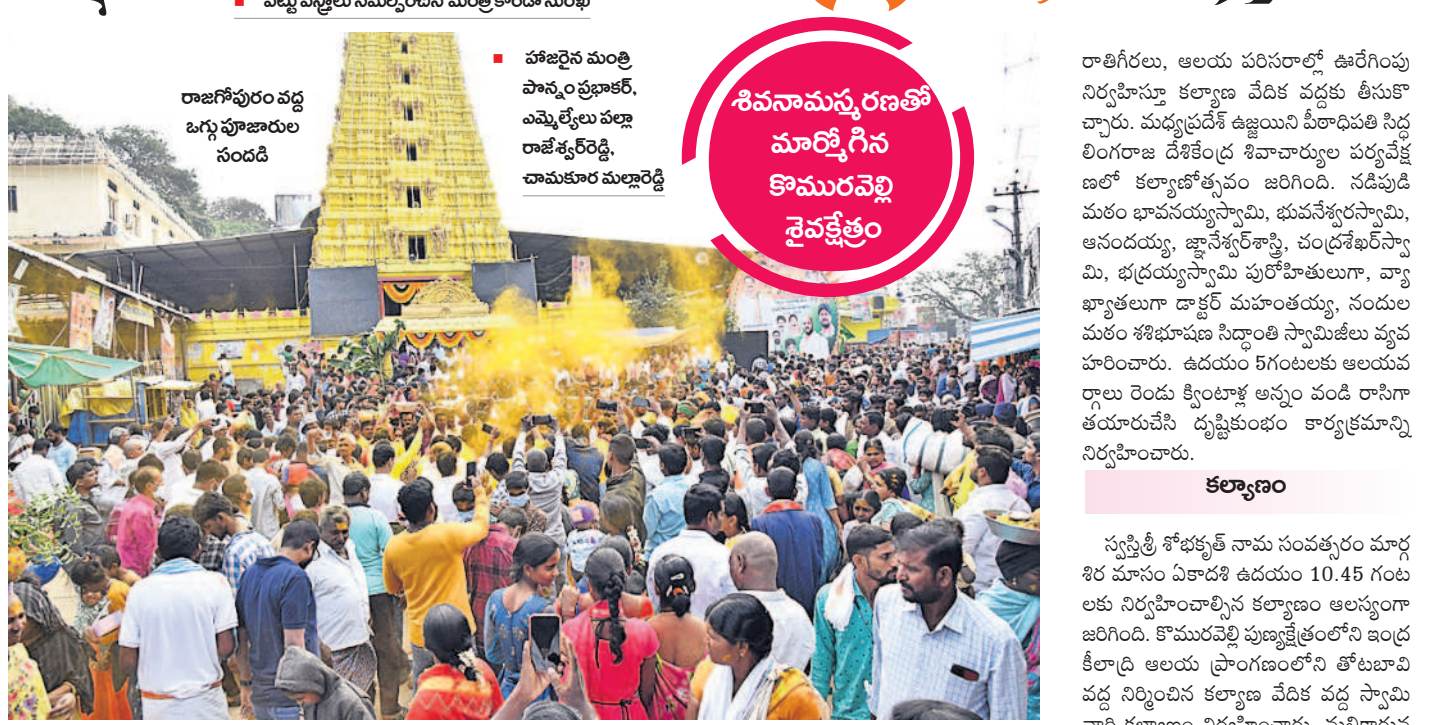 పట్టు వస్త్రాలు సమర్పించిన మంత్రి కొండా సురేఖ
హాజరైన మంత్రి
పొన్నం ప్రభాకర్,
ఎమ్మెల్యేలు పల్లా
రాజేశ్వర్‌రెడ్డి,
చామకూర మల్లారెడ్డి
రాజగోపురం వద్ద
ఒగ్గు పూజారుల
సందడి
శివనామస్మరణతో
మార్మోగిన
కొమురవెల్లి
శైవక్షేత్రం
రాతిగీరలు, ఆలయ పరిసరాల్లో ఊరేగింపు
నిర్వహిస్తూ కల్యాణ వేదిక వద్దకు తీసుకొ
చ్చారు. మధ్యప్రదేశ్ ఉజ్జయిని పీఠాధిపతి సిద్ధ
లింగరాజ దేశికేంద్ర శివాచార్యుల పర్యవేక్ష
ణలో కల్యాణోత్సవం జరిగింది. నడిపుడి
మఠం భావనయ్యస్వామి, భువనేశ్వరస్వామి,
ఆనందయ్య, జ్ఞానేశ్వర్‌శాస్త్రి, చంద్రశేఖర్‌స్వా
మి, భద్రయ్యస్వామి పురోహితులుగా, వ్యా
ఖ్యాతలుగా డాక్టర్ మహంతయ్య, నందుల
మఠం శశిభూషణ సిద్ధాంతి స్వామిజీలు వ్యవ
హరించారు. ఉదయం 5గంటలకు ఆలయవ
ర్గాలు రెండు క్వింటాళ్ల అన్నం వండి రాసిగా
తయారుచేసి దృష్టికుంభం కార్యక్రమాన్ని
నిర్వహించారు.
కల్యాణం
స్వస్తిశ్రీ శోభకృత్ నామ సంవత్సరం మార్గ
శిర మాసం ఏకాదశి ఉదయం 10.45 గంట
లకు నిర్వహించాల్సిన కల్యాణం ఆలస్యంగా
జరిగింది. కొమురవెల్లి పుణ్యక్షేత్రంలోని ఇంద్ర
కీలాద్రి ఆలయ ప్రాంగణంలోని తోటబావి
వద్ద నిర్మించిన కల్యాణ వేదిక వద్ద స్వామి